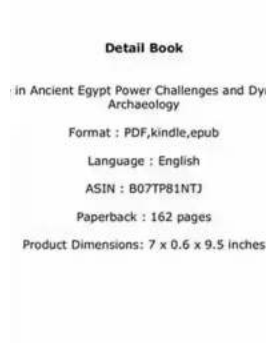 Detail Book
in Ancient Egypt Power Challenges and Dy
Archaeology
Format : PDF,kindle,epub
Language : English
ASIN : B07TP81NTJ
Paperback : 162 pages
Product Dimensions: 7 x 0.6 x 9.5 inches